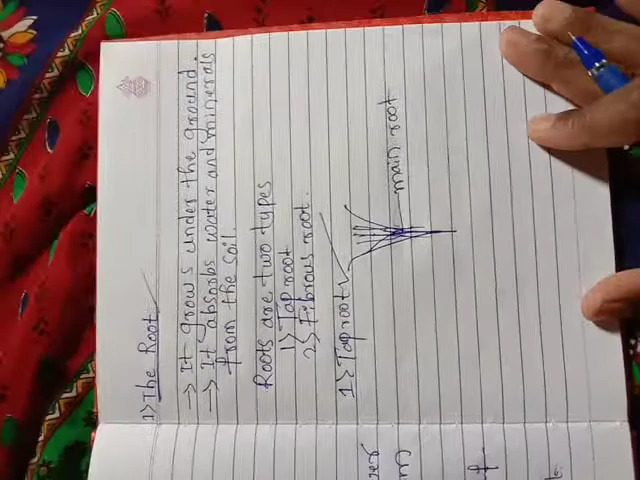 1) The Root
→ It grows under the ground.
→ It absorbs water and minerals
from the soil.
Roots are two types
1) Tap root
2) Fibrous root.
1) Tap root
main root